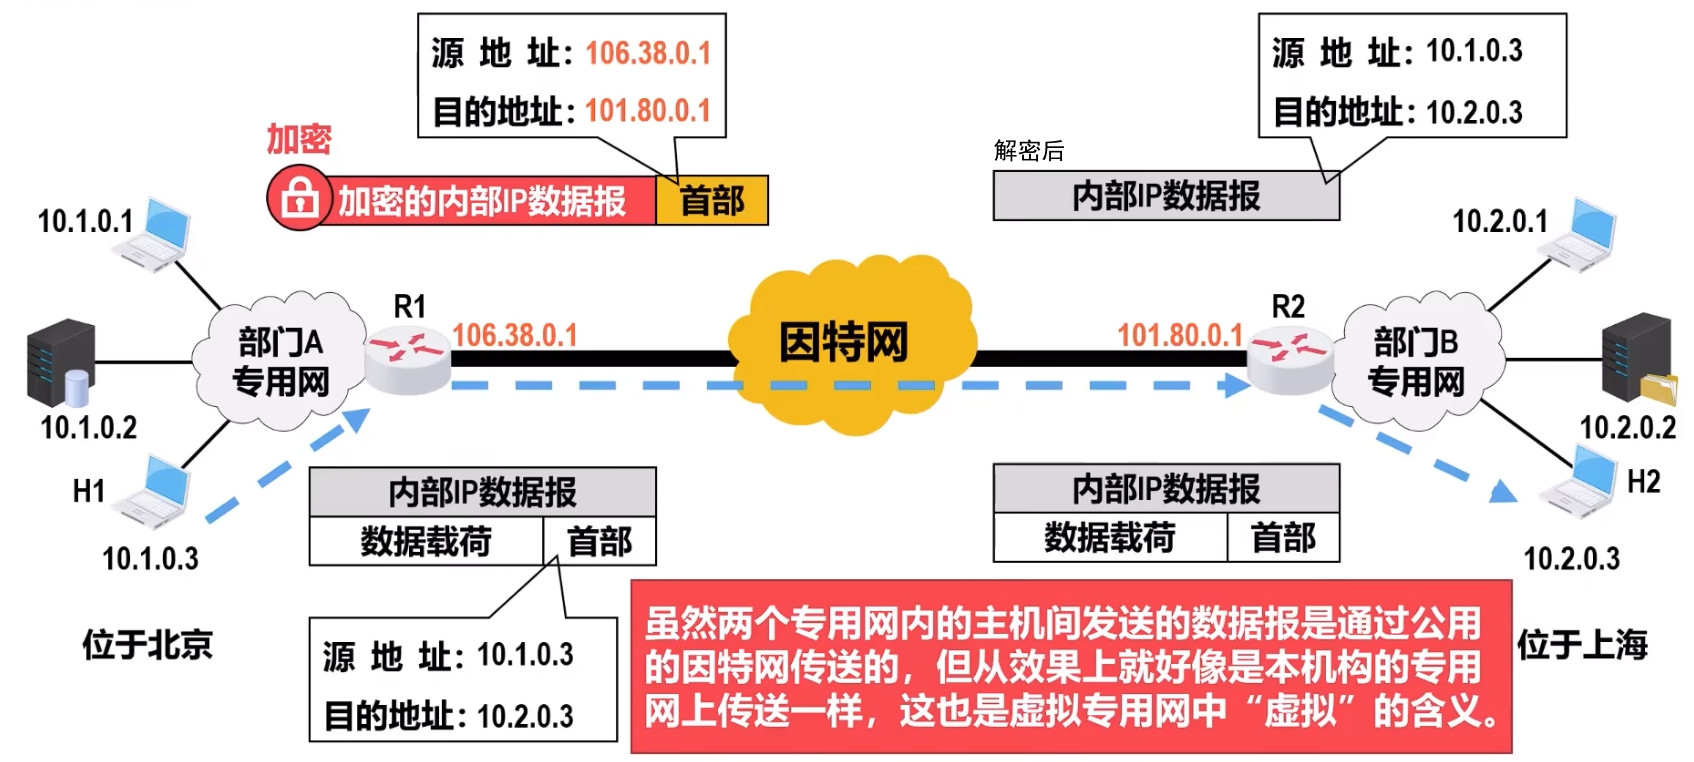 源 地 址：106.38.0.1
目的地址：101.80.0.1
源 地 址：10.1.0.3
目的地址：10.2.0.3
加密
加密的内部IP数据报
首部
解密后
内部IP数据报
10.1.0.1
10.2.0.1
R1
106.38.0.1
因特网
101.80.0.1
R2
部门A
专用网
部门B
专用网
10.1.0.2
10.2.0.2
H1
10.1.0.3
H2
10.2.0.3
内部IP数据报
数据载荷
首部
内部IP数据报
数据载荷
首部
源 地 址：10.1.0.3
目的地址：10.2.0.3
位于北京
虽然两个专用网内的主机间发送的数据报是通过公用
的因特网传送的，但从效果上就好像是本机构的专用
网上传送一样，这也是虚拟专用网中“虚拟”的含义。
位于上海